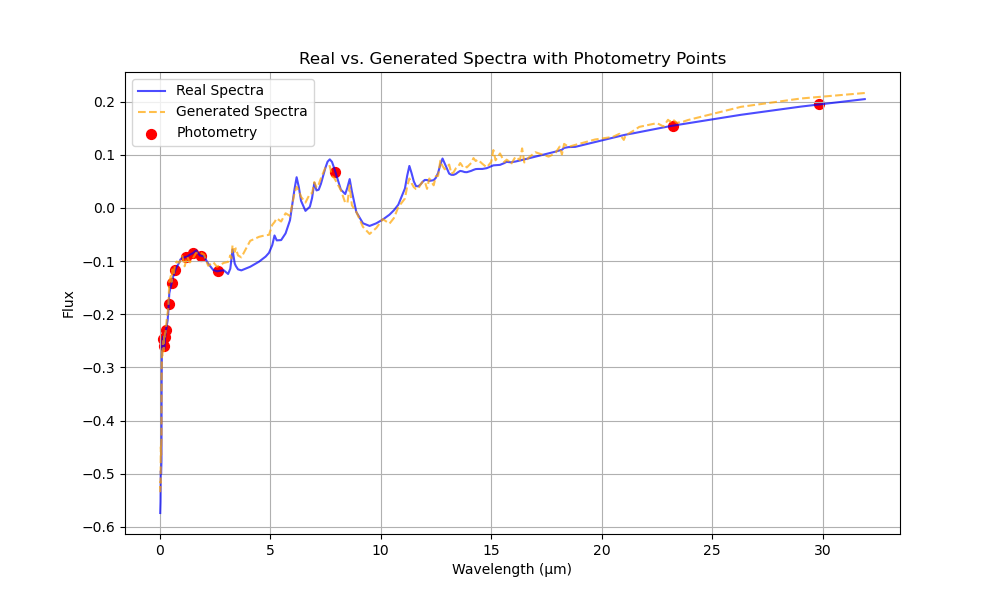 Real vs. Generated Spectra with Photometry Points
Real Spectra
Generated Spectra
Photometry
0.2
0.1
0.0
−0.1
−0.2
−0.3
−0.4
−0.5
−0.6
Flux
0 5 10 15 20 25 30
Wavelength (μm)